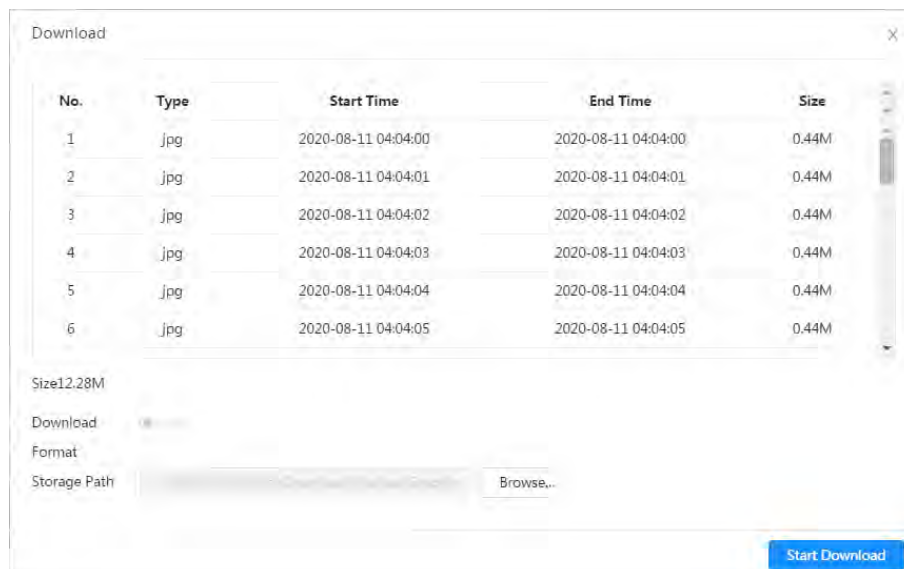 Download
No. Type Start Time End Time Size
1 .jpg 2020-08-11 04:04:00 2020-08-11 04:04:00 0.44M
2 .jpg 2020-08-11 04:04:01 2020-08-11 04:04:01 0.44M
3 .jpg 2020-08-11 04:04:02 2020-08-11 04:04:02 0.44M
4 .jpg 2020-08-11 04:04:03 2020-08-11 04:04:03 0.44M
5 .jpg 2020-08-11 04:04:04 2020-08-11 04:04:04 0.44M
6 .jpg 2020-08-11 04:04:05 2020-08-11 04:04:05 0.44M
Size12.28M
Download
Format
Storage Path Browse...
Start Download